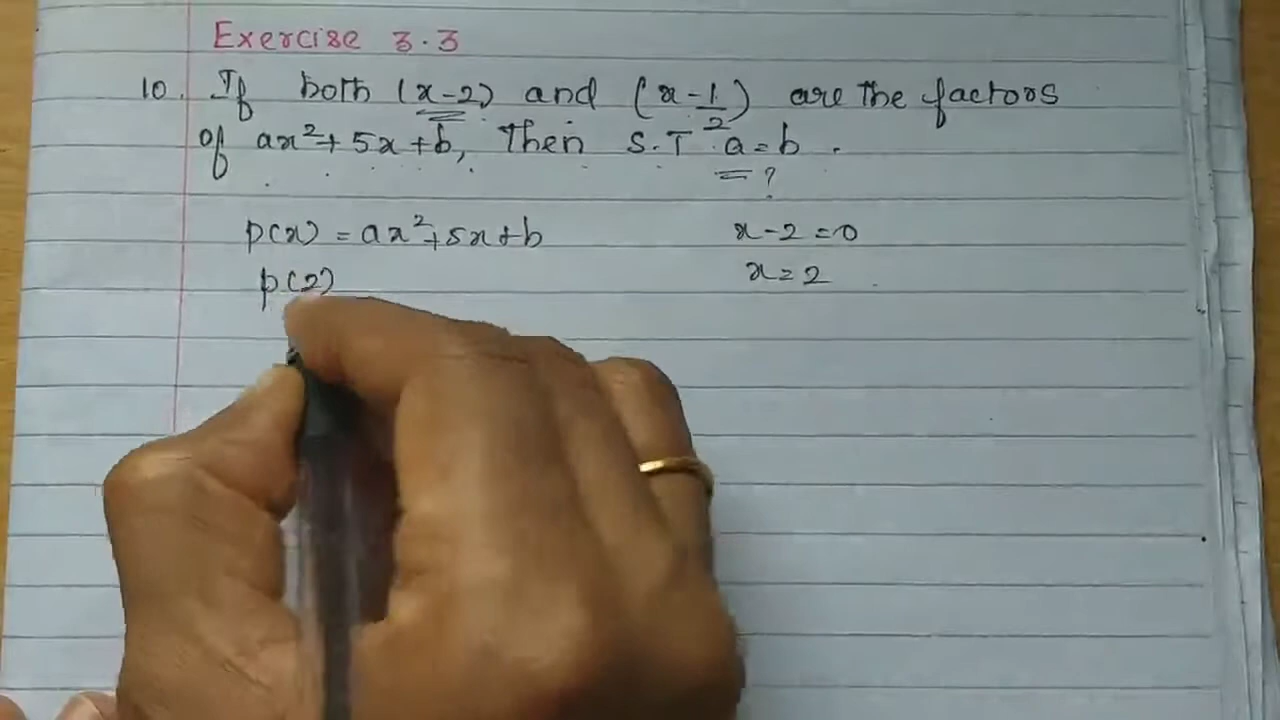 Exercise 3.3
10. If both (x-2) and (x-1/2) are the factors
of ax²+5x+b, Then S.T a=b.
= ?
p(x) = ax²+5x+b
x-2=0
p(2)
x=2